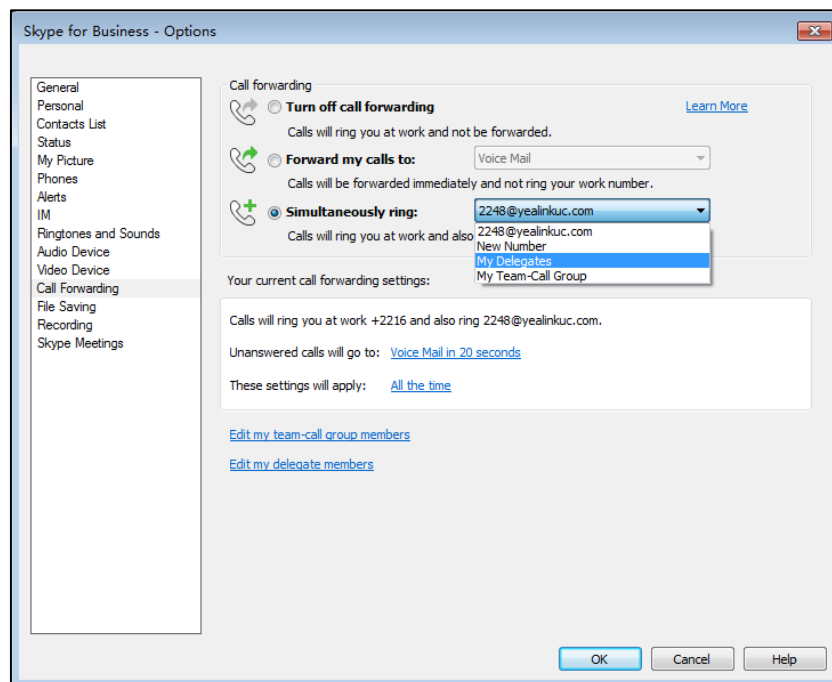 Skype for Business - Options
General
Personal
Contacts List
Status
My Picture
Phones
Alerts
IM
Ringtones and Sounds
Audio Device
Video Device
Call Forwarding
File Saving
Recording
Skype Meetings
Call forwarding
Turn off call forwarding
Learn More
Calls will ring you at work and not be forwarded.
Forward my calls to:
Voice Mail
Calls will be forwarded immediately and not ring your work number.
Simultaneously ring:
2248@yealinkuc.com
Calls will ring you at work and also
2248@yealinkuc.com
New Number
My Delegates
My Team-Call Group
Your current call forwarding settings:
Calls will ring you at work +2216 and also ring 2248@yealinkuc.com.
Unanswered calls will go to: Voice Mail in 20 seconds
These settings will apply: All the time
Edit my team-call group members
Edit my delegate members
OK
Cancel
Help